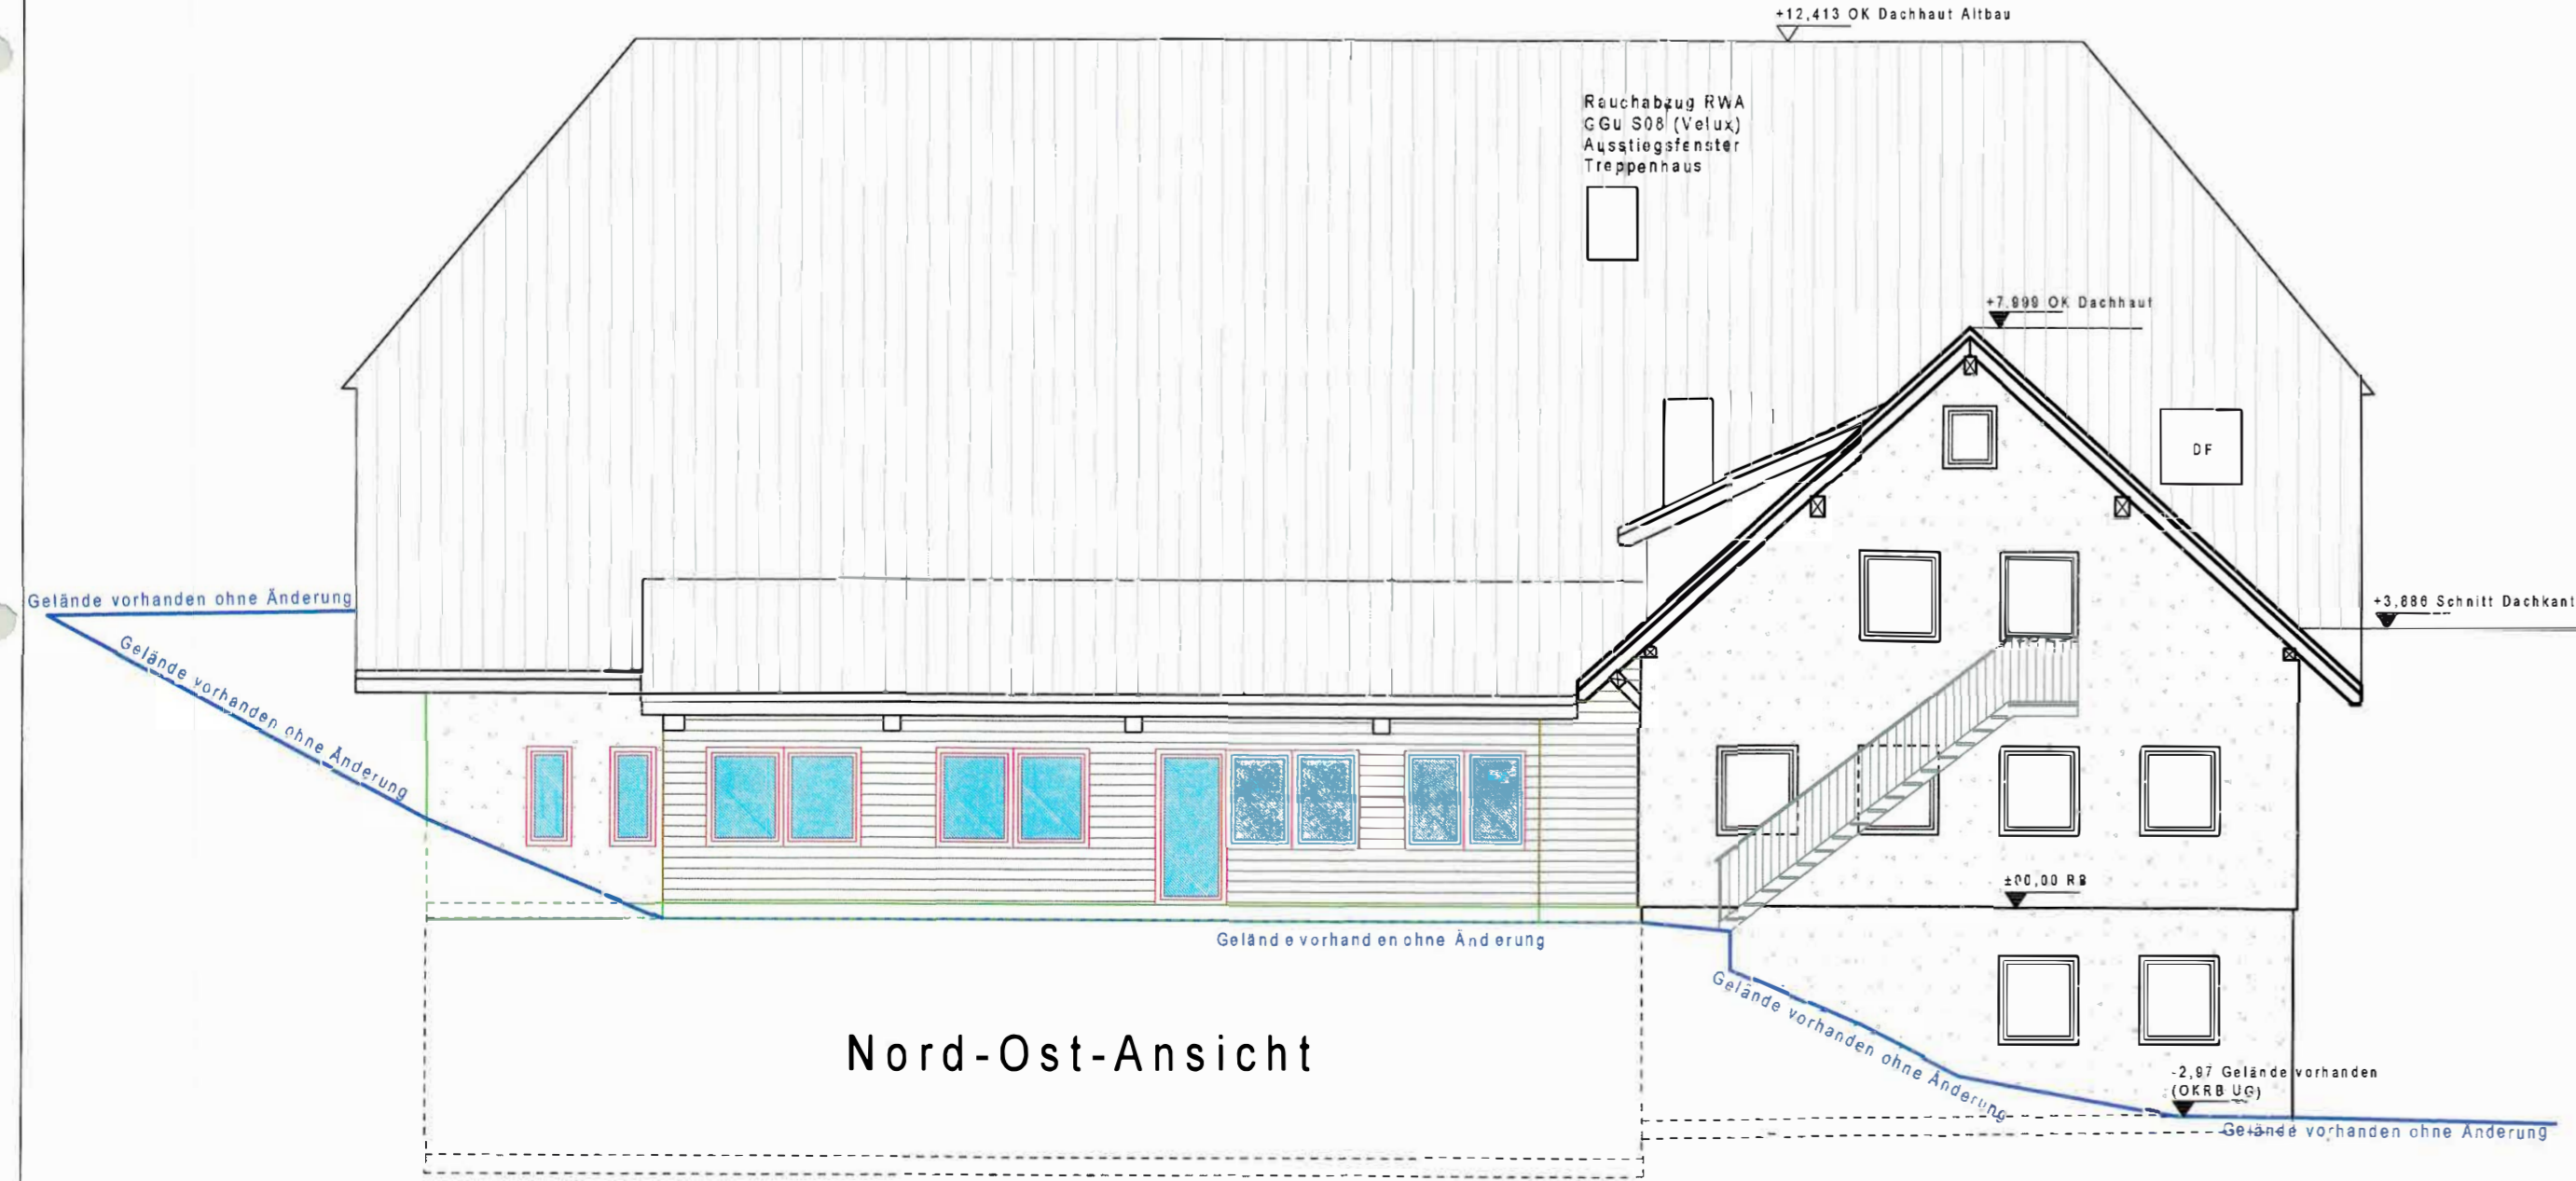 +12,413 OK Dachhaut Altbau
Rauchabzug RWA
GGu S08 (Velux)
Ausstiegsfenster
Treppenhaus
+7,999 OK Dachhaut
DF
Gelände vorhanden ohne Änderung
+3,886 Schnitt Dachkant
Gelände vorhanden ohne Änderung
±00,00 RB
Gelände vorhanden ohne Änderung
Gelände vorhanden ohne Änderung
Nord-Ost-Ansicht
-2,97 Gelände vorhanden
(OKRB UG)
Gelände vorhanden ohne Änderung